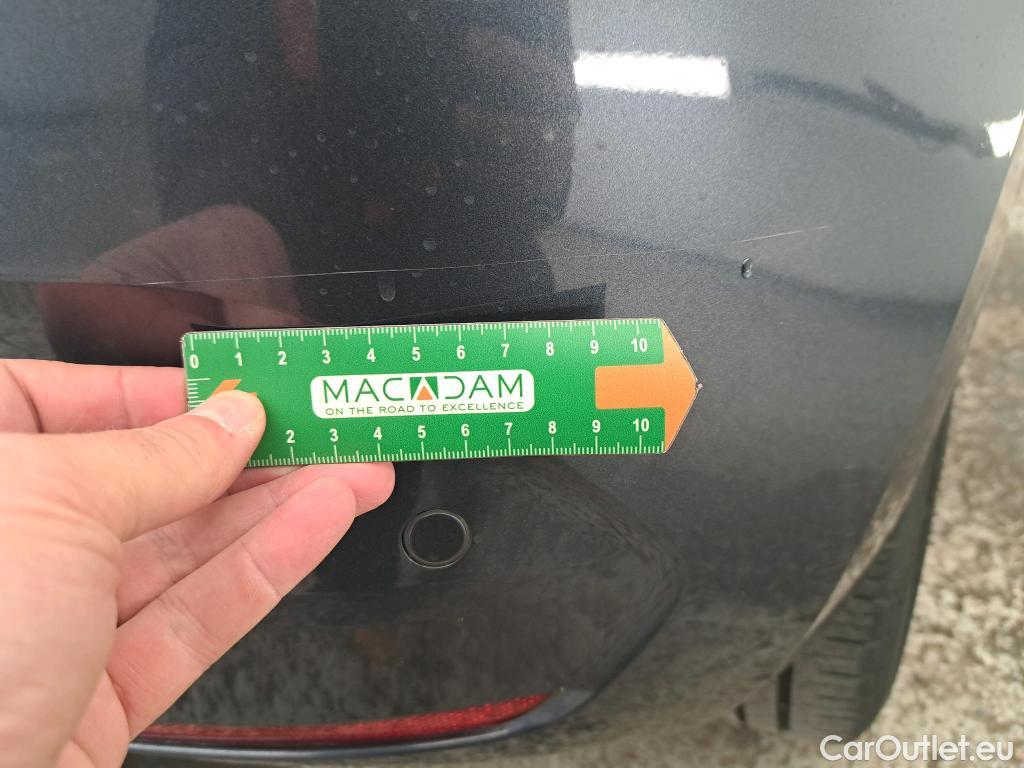 0 1 2 3 4 5 6 7 8 9 10
MACADAM
ON THE ROAD TO EXCELLENCE
2 3 4 5 6 7 8 9 10
CarOutlet.eu